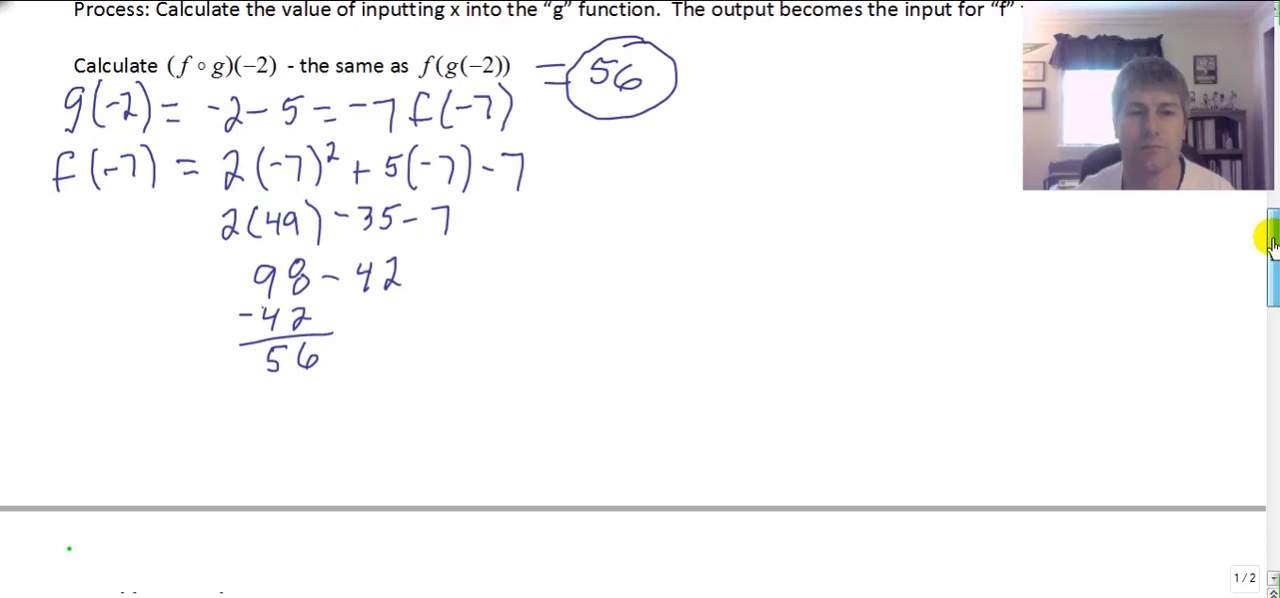 Process: Calculate the value of inputting x into the "g" function. The output becomes the input for "f"
Calculate (f ∘ g)(−2) - the same as f(g(−2)) = 56
g(-2) = -2 - 5 = -7 f(-7)
f(-7) = 2(-7)² + 5(-7) - 7
2(49) - 35 - 7
98 - 42
-42
56
1 / 2